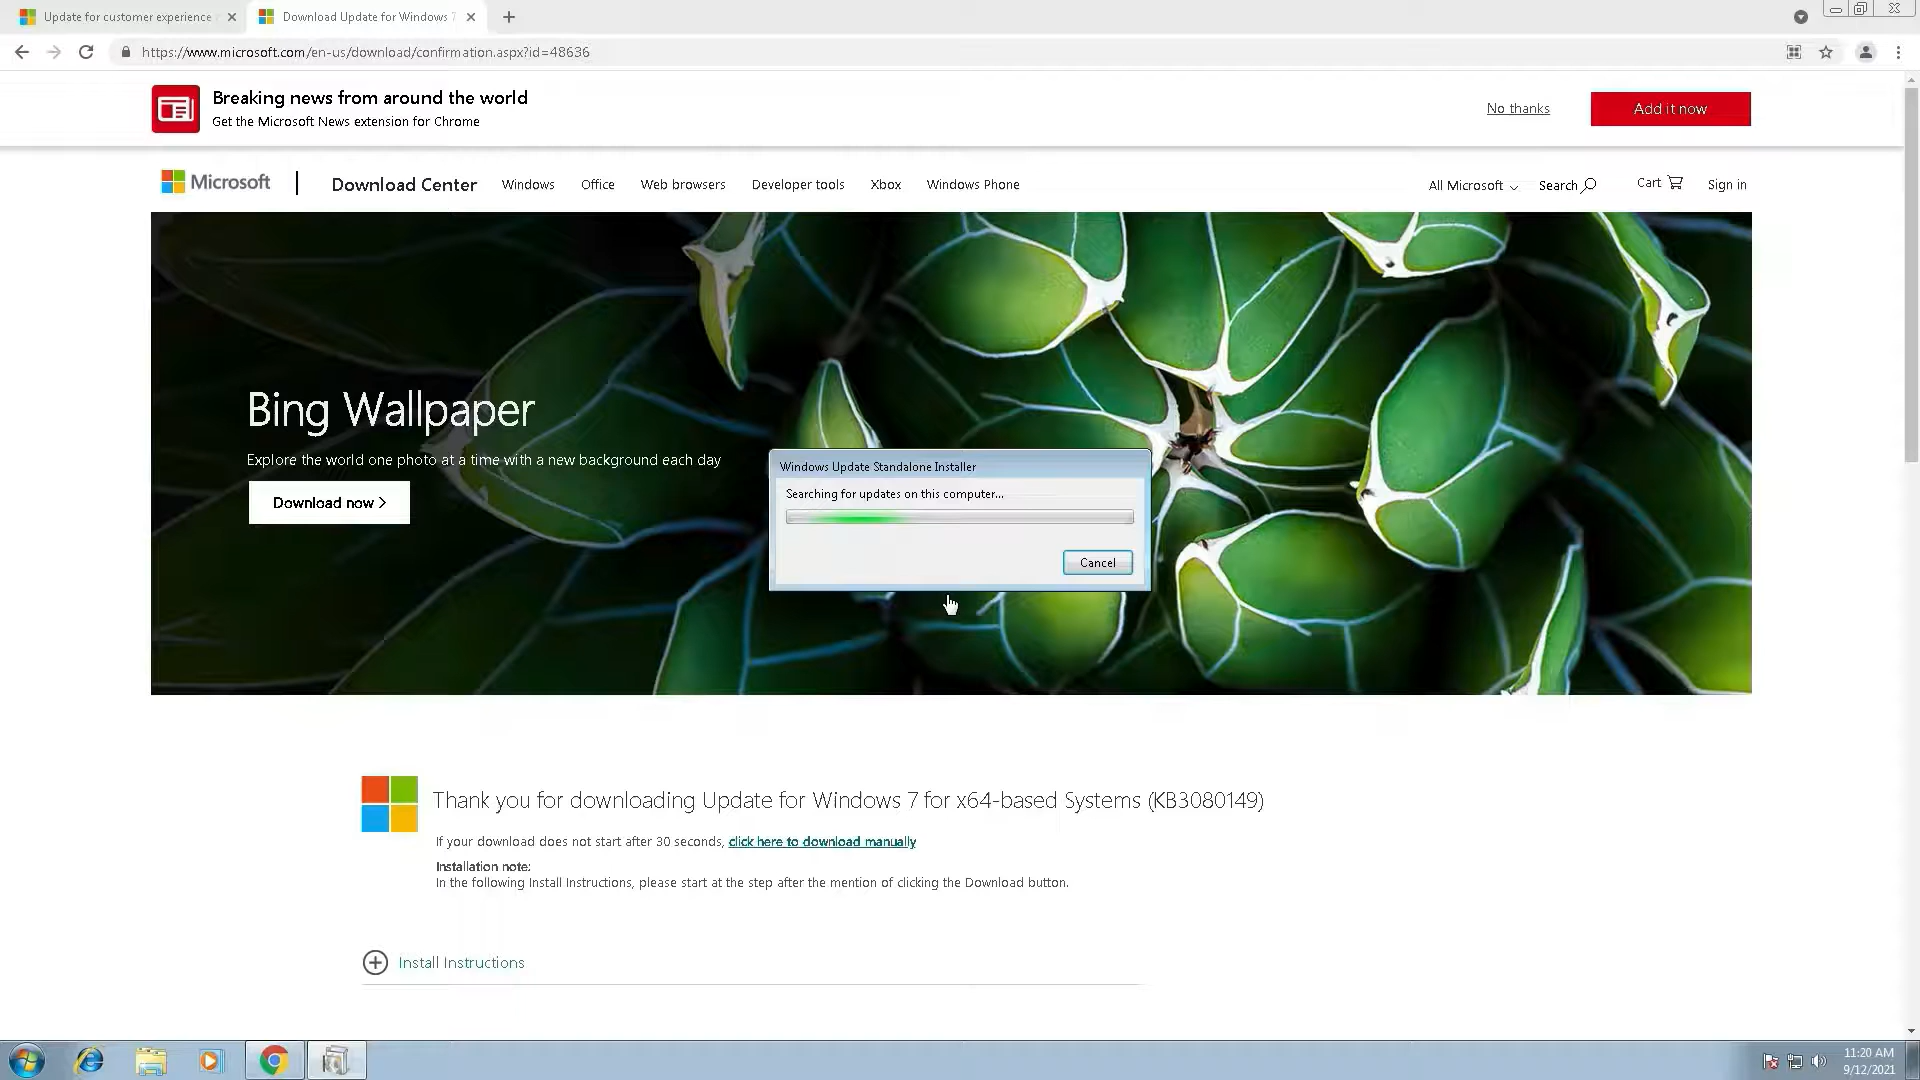 Update for customer experience
Download Update for Windows 7
https://www.microsoft.com/en-us/download/confirmation.aspx?id=48636
Breaking news from around the world
Get the Microsoft News extension for Chrome
No thanks
Add it now
Microsoft
Download Center
Windows
Office
Web browsers
Developer tools
Xbox
Windows Phone
All Microsoft
Search
Cart
Sign in
Bing Wallpaper
Explore the world one photo at a time with a new background each day
Download now >
Windows Update Standalone Installer
Searching for updates on this computer...
Cancel
Thank you for downloading Update for Windows 7 for x64-based Systems (KB3080149)
If your download does not start after 30 seconds, click here to download manually
Installation note:
In the following Install Instructions, please start at the step after the mention of clicking the Download button.
Install Instructions
11:20 AM
9/12/2021